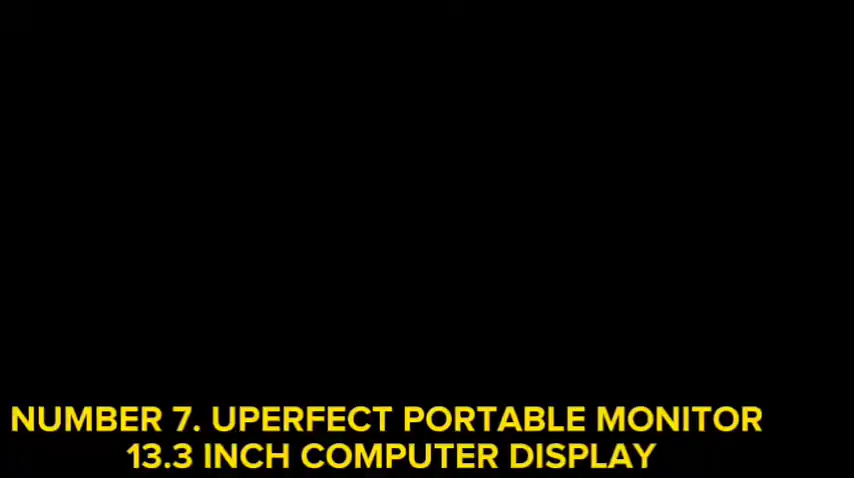 NUMBER 7. UPERFECT PORTABLE MONITOR
13.3 INCH COMPUTER DISPLAY